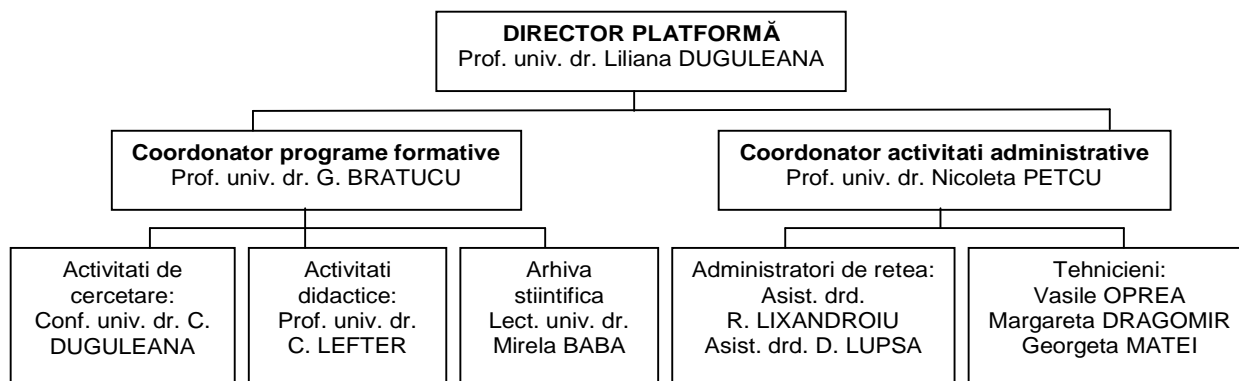 DIRECTOR PLATFORMĂ
Prof. univ. dr. Liliana DUGULEANA
Coordonator programe formative
Prof. univ. dr. G. BRATUCU
Coordonator activitati administrative
Prof. univ. dr. Nicoleta PETCU
Activitati de
cercetare:
Conf. univ. dr. C.
DUGULEANA
Activitati
didactice:
Prof. univ. dr.
C. LEFTER
Arhiva
stiintifica
Lect. univ. dr.
Mirela BABA
Administratori de retea:
Asist. drd.
R. LIXANDROIU
Asist. drd. D. LUPSA
Tehnicieni:
Vasile OPREA
Margareta DRAGOMIR
Georgeta MATEI